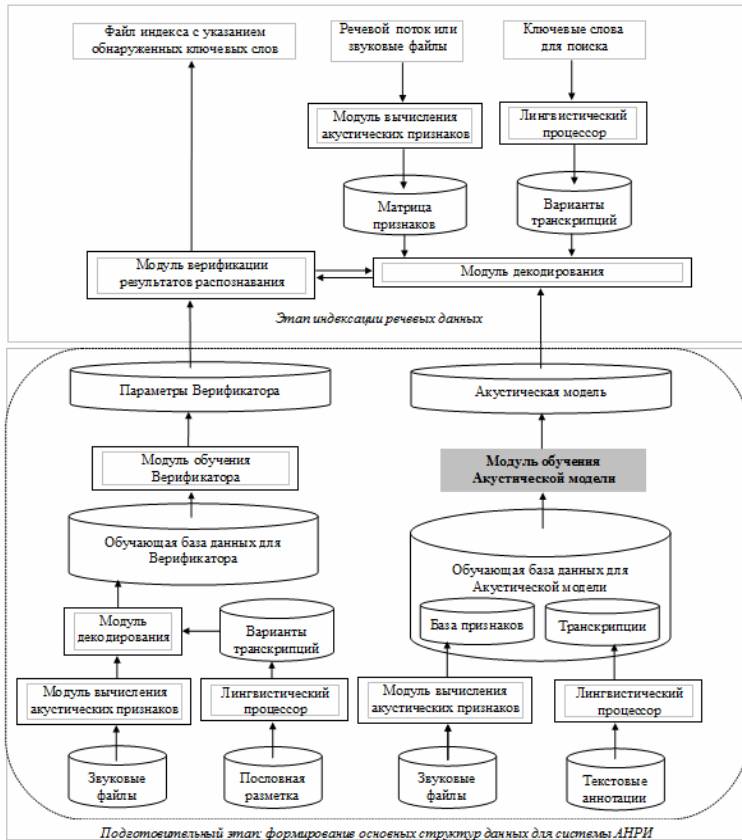 Файл индекса с указанием
обнаруженных ключевых слов
Речевой поток или
звуковые файлы
Ключевые слова
для поиска
Модуль вычисления
акустических признаков
Лингвистический
процессор
Матрица
признаков
Варианты
транскрипций
Модуль верификации
результатов распознавания
Модуль декодирования
Этап индексации речевых данных
Параметры Верификатора
Акустическая модель
Модуль обучения
Верификатора
Модуль обучения
Акустической модели
Обучающая база данных для
Верификатора
Обучающая база данных для
Акустической модели
База признаков
Транскрипции
Модуль
декодирования
Варианты
транскрипций
Модуль вычисления
акустических признаков
Лингвистический
процессор
Модуль вычисления
акустических признаков
Лингвистический
процессор
Звуковые
файлы
Пословная
разметка
Звуковые
файлы
Текстовые
аннотации
Подготовительный этап: формирование основных структур данных для системы АНРИ